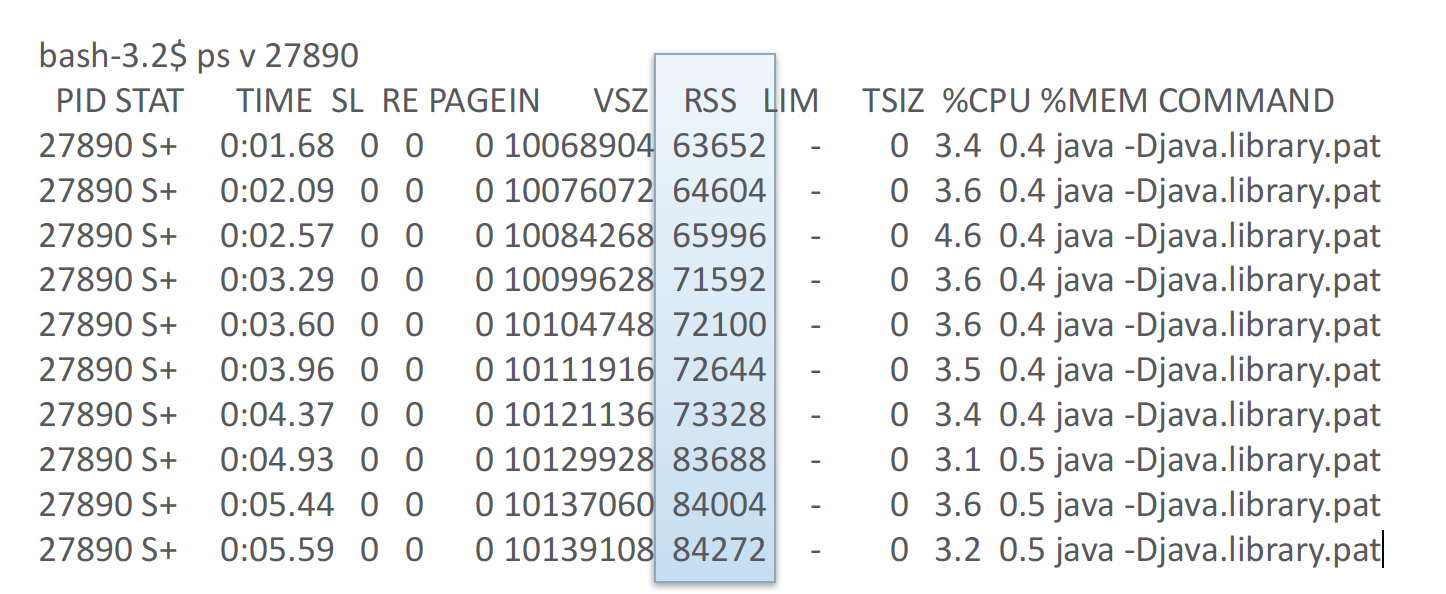 bash-3.2$ ps v 27890
PID STAT TIME SL RE PAGEIN VSZ RSS LIM TSIZ %CPU %MEM COMMAND
27890 S+ 0:01.68 0 0 0 10068904 63652 - 0 3.4 0.4 java -Djava.library.pat
27890 S+ 0:02.09 0 0 0 10076072 64604 - 0 3.6 0.4 java -Djava.library.pat
27890 S+ 0:02.57 0 0 0 10084268 65996 - 0 4.6 0.4 java -Djava.library.pat
27890 S+ 0:03.29 0 0 0 10099628 71592 - 0 3.6 0.4 java -Djava.library.pat
27890 S+ 0:03.60 0 0 0 10104748 72100 - 0 3.6 0.4 java -Djava.library.pat
27890 S+ 0:03.96 0 0 0 10111916 72644 - 0 3.5 0.4 java -Djava.library.pat
27890 S+ 0:04.37 0 0 0 10121136 73328 - 0 3.4 0.4 java -Djava.library.pat
27890 S+ 0:04.93 0 0 0 10129928 83688 - 0 3.1 0.5 java -Djava.library.pat
27890 S+ 0:05.44 0 0 0 10137060 84004 - 0 3.6 0.5 java -Djava.library.pat
27890 S+ 0:05.59 0 0 0 10139108 84272 - 0 3.2 0.5 java -Djava.library.pat